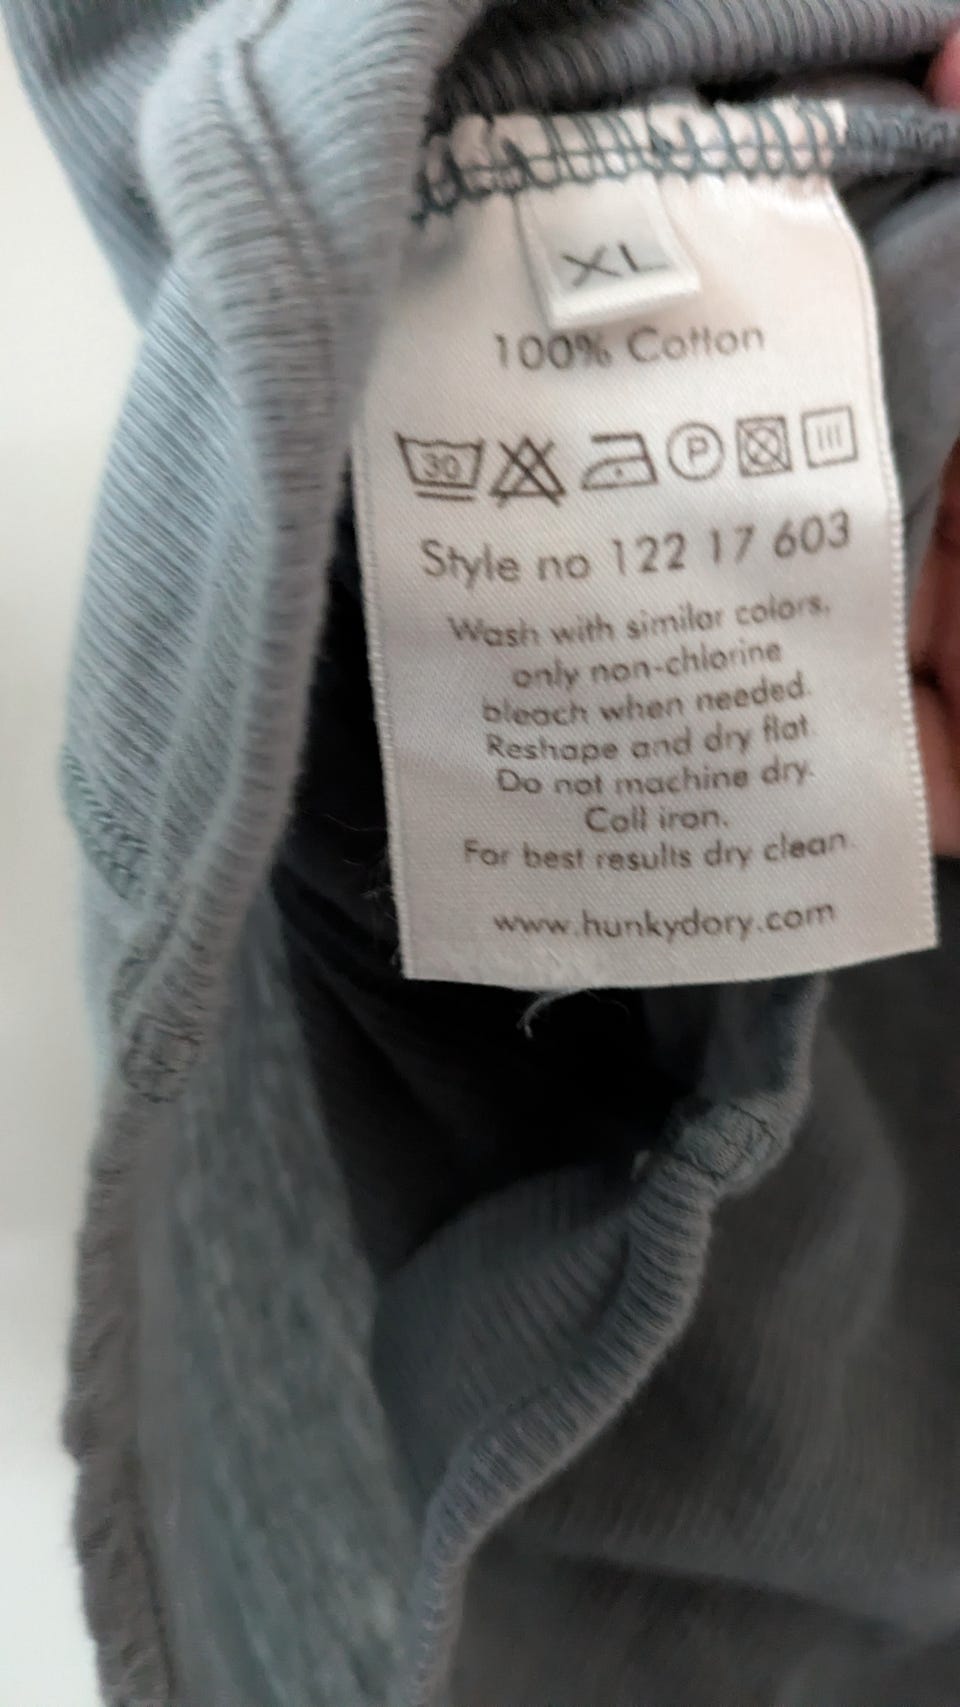 XL
100% Cotton
30 P
Style no 122 17 603
Wash with similar colors,
only non-chlorine
bleach when needed.
Reshape and dry flat.
Do not machine dry.
Coll iron.
For best results dry clean.
www.hunkydory.com